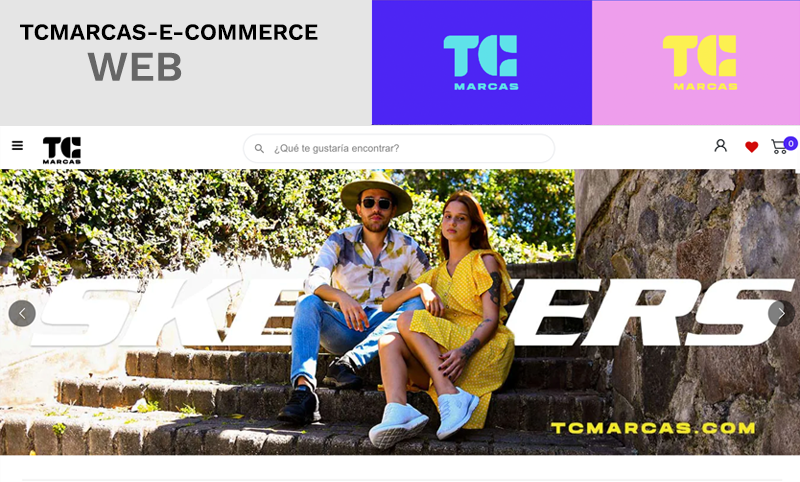 TCMARCAS-E-COMMERCE
WEB
TC
MARCAS
TC
MARCAS
TC
MARCAS
¿Qué te gustaría encontrar?
0
SKE ERS
TCMARCAS.COM